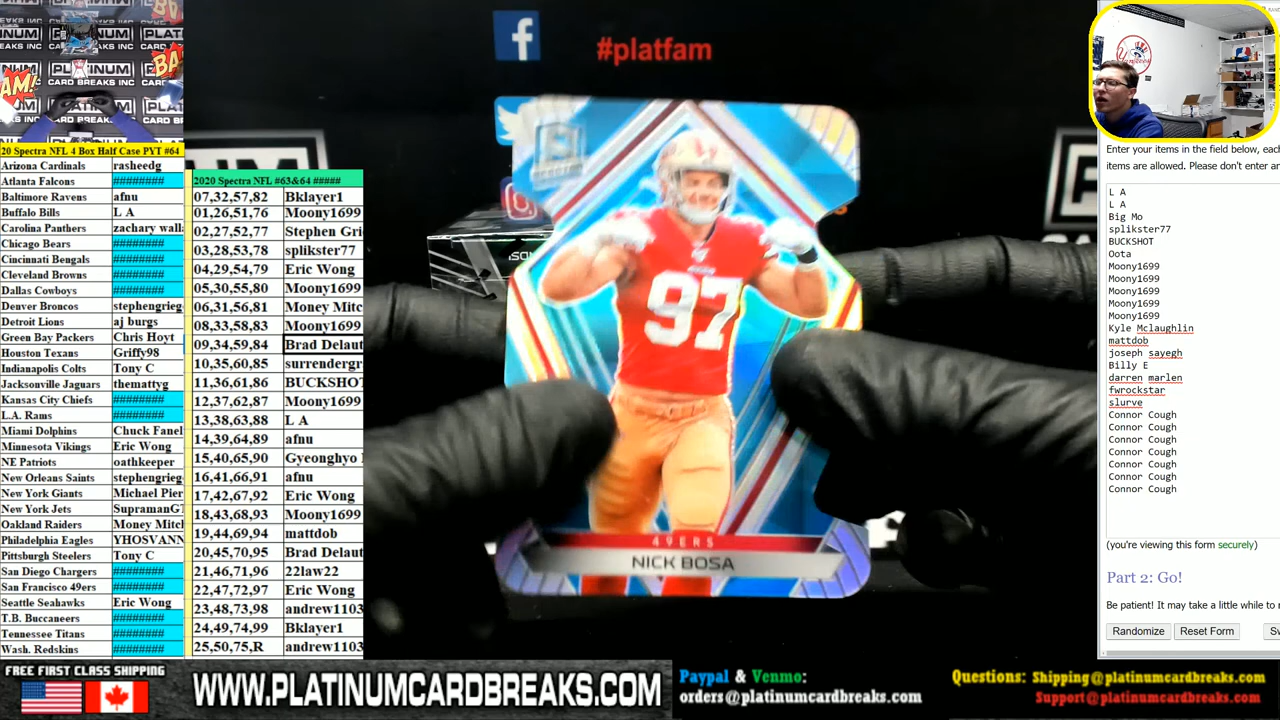 #platfam
20 Spectra NFL 4 Box Half Case PYT #64
Arizona Cardinals rasheedg
Atlanta Falcons ########
Baltimore Ravens afnu
Buffalo Bills L A
Carolina Panthers zachary wall
Chicago Bears ########
Cincinnati Bengals ########
Cleveland Browns ########
Dallas Cowboys ########
Denver Broncos stephengrieg
Detroit Lions aj burgs
Green Bay Packers Chris Hoyt
Houston Texans Griffy98
Indianapolis Colts Tony C
Jacksonville Jaguars themattyg
Kansas City Chiefs ########
L.A. Rams ########
Miami Dolphins Chuck Fanel
Minnesota Vikings Eric Wong
NE Patriots oathkeeper
New Orleans Saints stephengrieg
New York Giants Michael Pier
New York Jets SupramanGT
Oakland Raiders Money Mitch
Philadelphia Eagles YHOSVANN
Pittsburgh Steelers Tony C
San Diego Chargers ########
San Francisco 49ers ########
Seattle Seahawks Eric Wong
T.B. Buccaneers ########
Tennessee Titans ########
Wash. Redskins ########
2020 Spectra NFL #63&64 #####
07,32,57,82 Bklayer1
01,26,51,76 Moony1699
02,27,52,77 Stephen Gri
03,28,53,78 splikster77
04,29,54,79 Eric Wong
05,30,55,80 Moony1699
06,31,56,81 Money Mitc
08,33,58,83 Moony1699
09,34,59,84 Brad Delaut
10,35,60,85 surrendergr
11,36,61,86 BUCKSHOT
12,37,62,87 Moony1699
13,38,63,88 L A
14,39,64,89 afnu
15,40,65,90 Gyeonghyo
16,41,66,91 afnu
17,42,67,92 Eric Wong
18,43,68,93 Moony1699
19,44,69,94 mattdob
20,45,70,95 Brad Delaut
21,46,71,96 22law22
22,47,72,97 Eric Wong
23,48,73,98 andrew1103
24,49,74,99 Bklayer1
25,50,75,R andrew1103
97
49ERS
NICK BOSA
Enter your items in the field below, eac
items are allowed. Please don't enter a
L A
L A
Big Mo
splikster77
BUCKSHOT
Oota
Moony1699
Moony1699
Moony1699
Moony1699
Moony1699
Kyle Mclaughlin
mattdob
joseph sayegh
Billy E
darren marlen
fwrockstar
slurve
Connor Cough
Connor Cough
Connor Cough
Connor Cough
Connor Cough
Connor Cough
Connor Cough
(you're viewing this form securely)
Part 2: Go!
Be patient! It may take a little while to
Randomize Reset Form Su
FREE FIRST CLASS SHIPPING
WWW.PLATINUMCARDBREAKS.COM
Paypal & Venmo:
orders@platinumcardbreaks.com
Questions: Shipping@platinumcardbreaks.com
Support@platinumcardbreaks.com